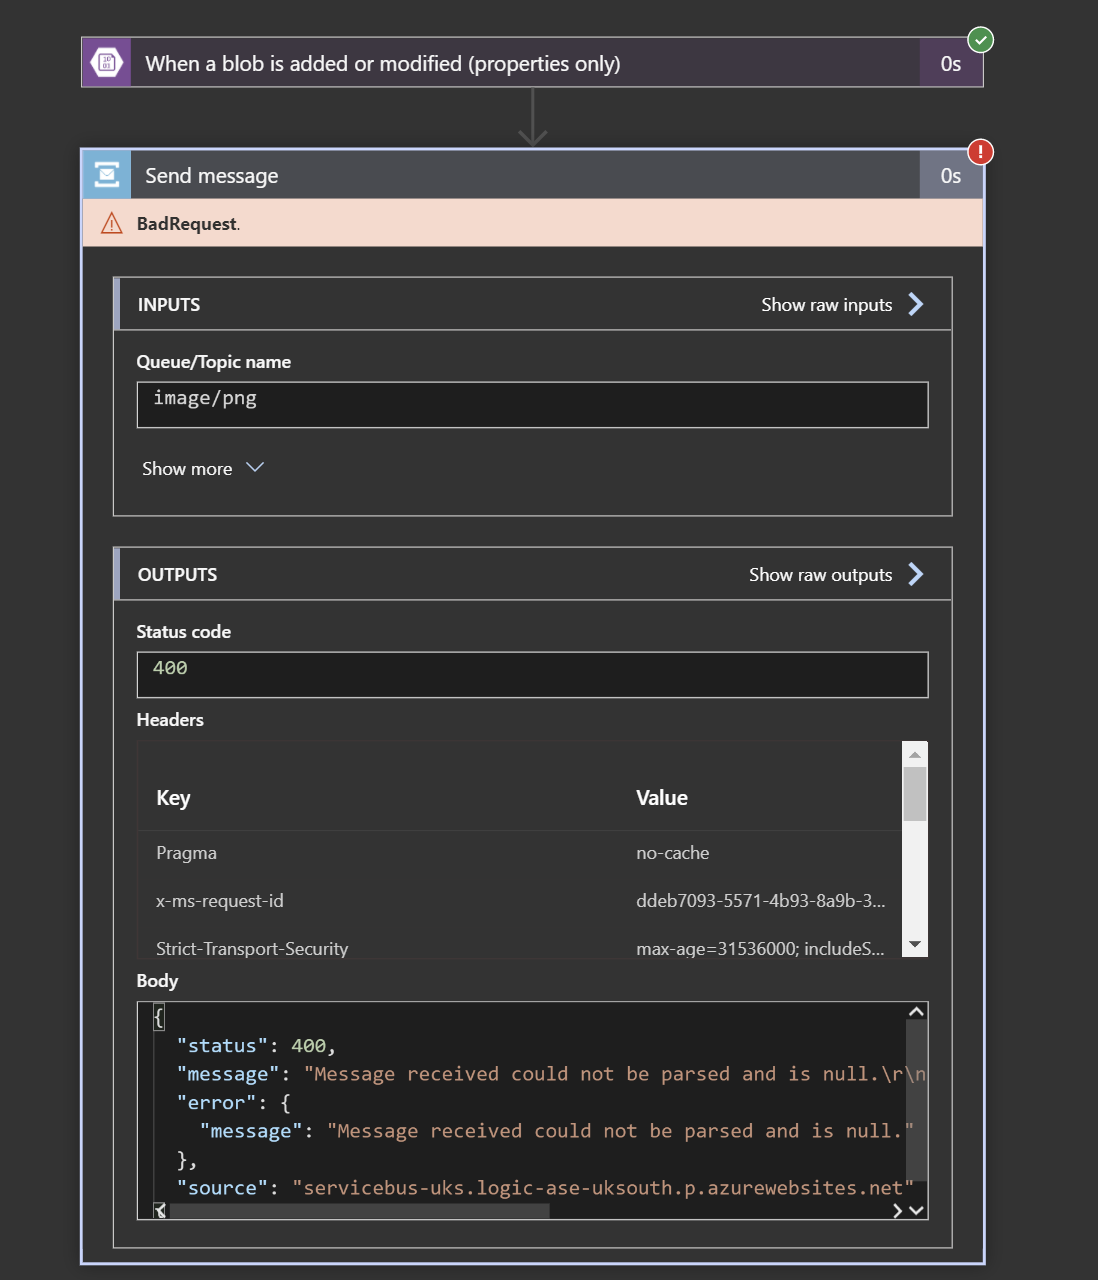 When a blob is added or modified (properties only)
0s
Send message
0s
BadRequest.
INPUTS
Show raw inputs
Queue/Topic name
image/png
Show more
OUTPUTS
Show raw outputs
Status code
400
Headers
Key Value
Pragma no-cache
x-ms-request-id ddeb7093-5571-4b93-8a9b-3...
Strict-Transport-Security max-age=31536000; includeS...
Body
{
"status": 400,
"message": "Message received could not be parsed and is null.\r\n
"error": {
"message": "Message received could not be parsed and is null."
},
"source": "servicebus-uks.logic-ase-uksouth.p.azurewebsites.net"